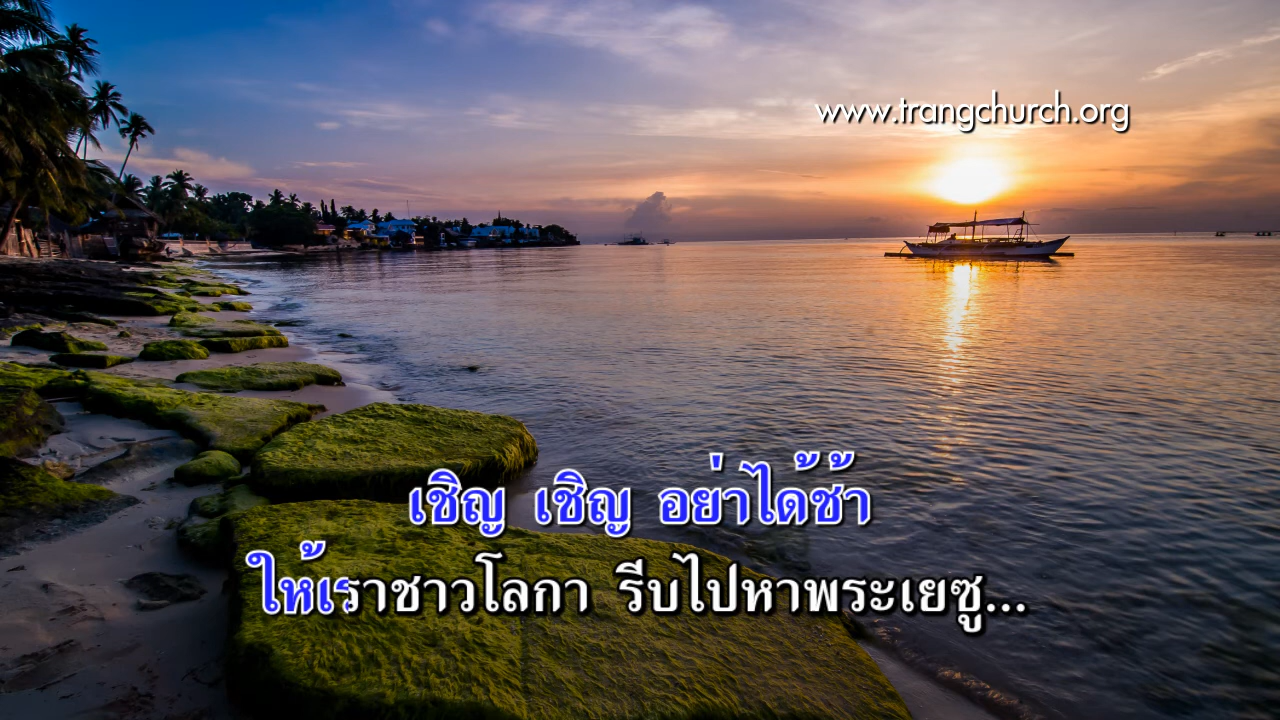 www.trangchurch.org
เชิญ เชิญ อย่าได้ช้า
ให้เราชาวโลกา รีบไปหาพระเยซู...